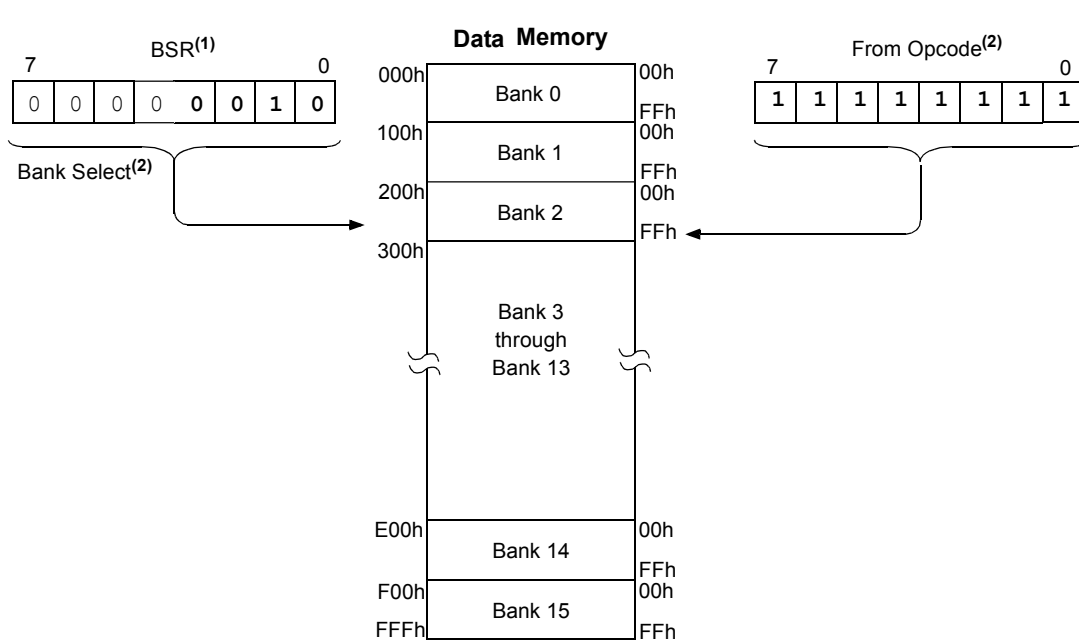 Data Memory
BSR(1)
7 0
0 0 0 0 0 0 1 0
Bank Select(2)
From Opcode(2)
7 0
1 1 1 1 1 1 1 1
000h
Bank 0
00h
FFh
100h
Bank 1
00h
FFh
200h
Bank 2
00h
FFh
300h
Bank 3
through
Bank 13
E00h
Bank 14
00h
FFh
F00h
Bank 15
00h
FFFh
FFh